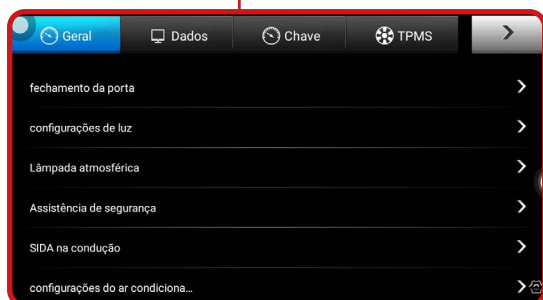 Geral
Dados
Chave
TPMS
fechamento da porta
configurações de luz
Lâmpada atmosférica
Assistência de segurança
SIDA na condução
configurações do ar condiciona...